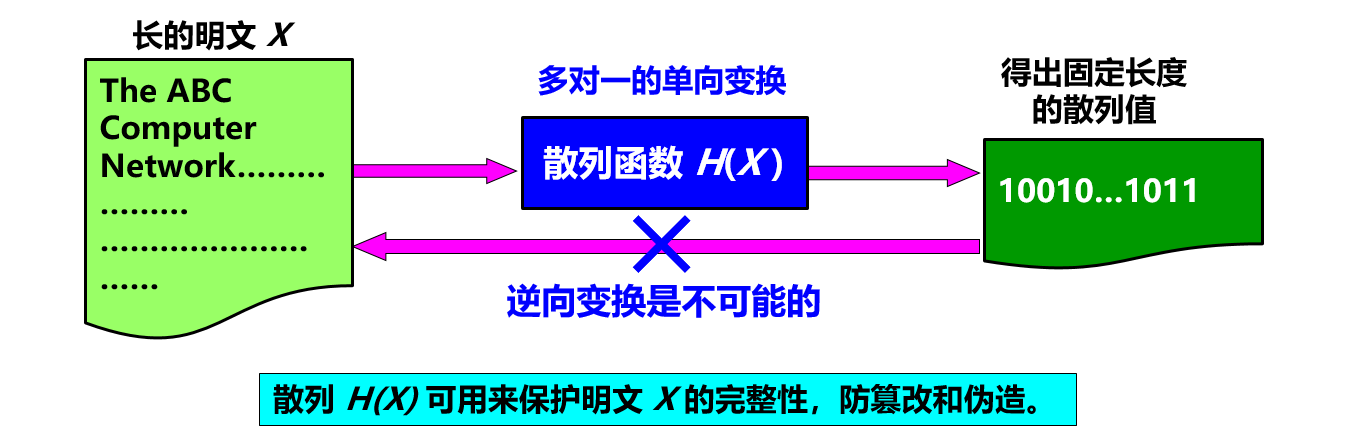 长的明文 X
The ABC
Computer
Network.........
.........
.....................
......
多对一的单向变换
散列函数 H(X)
得出固定长度
的散列值
10010...1011
逆向变换是不可能的
散列 H(X) 可用来保护明文 X 的完整性，防篡改和伪造。